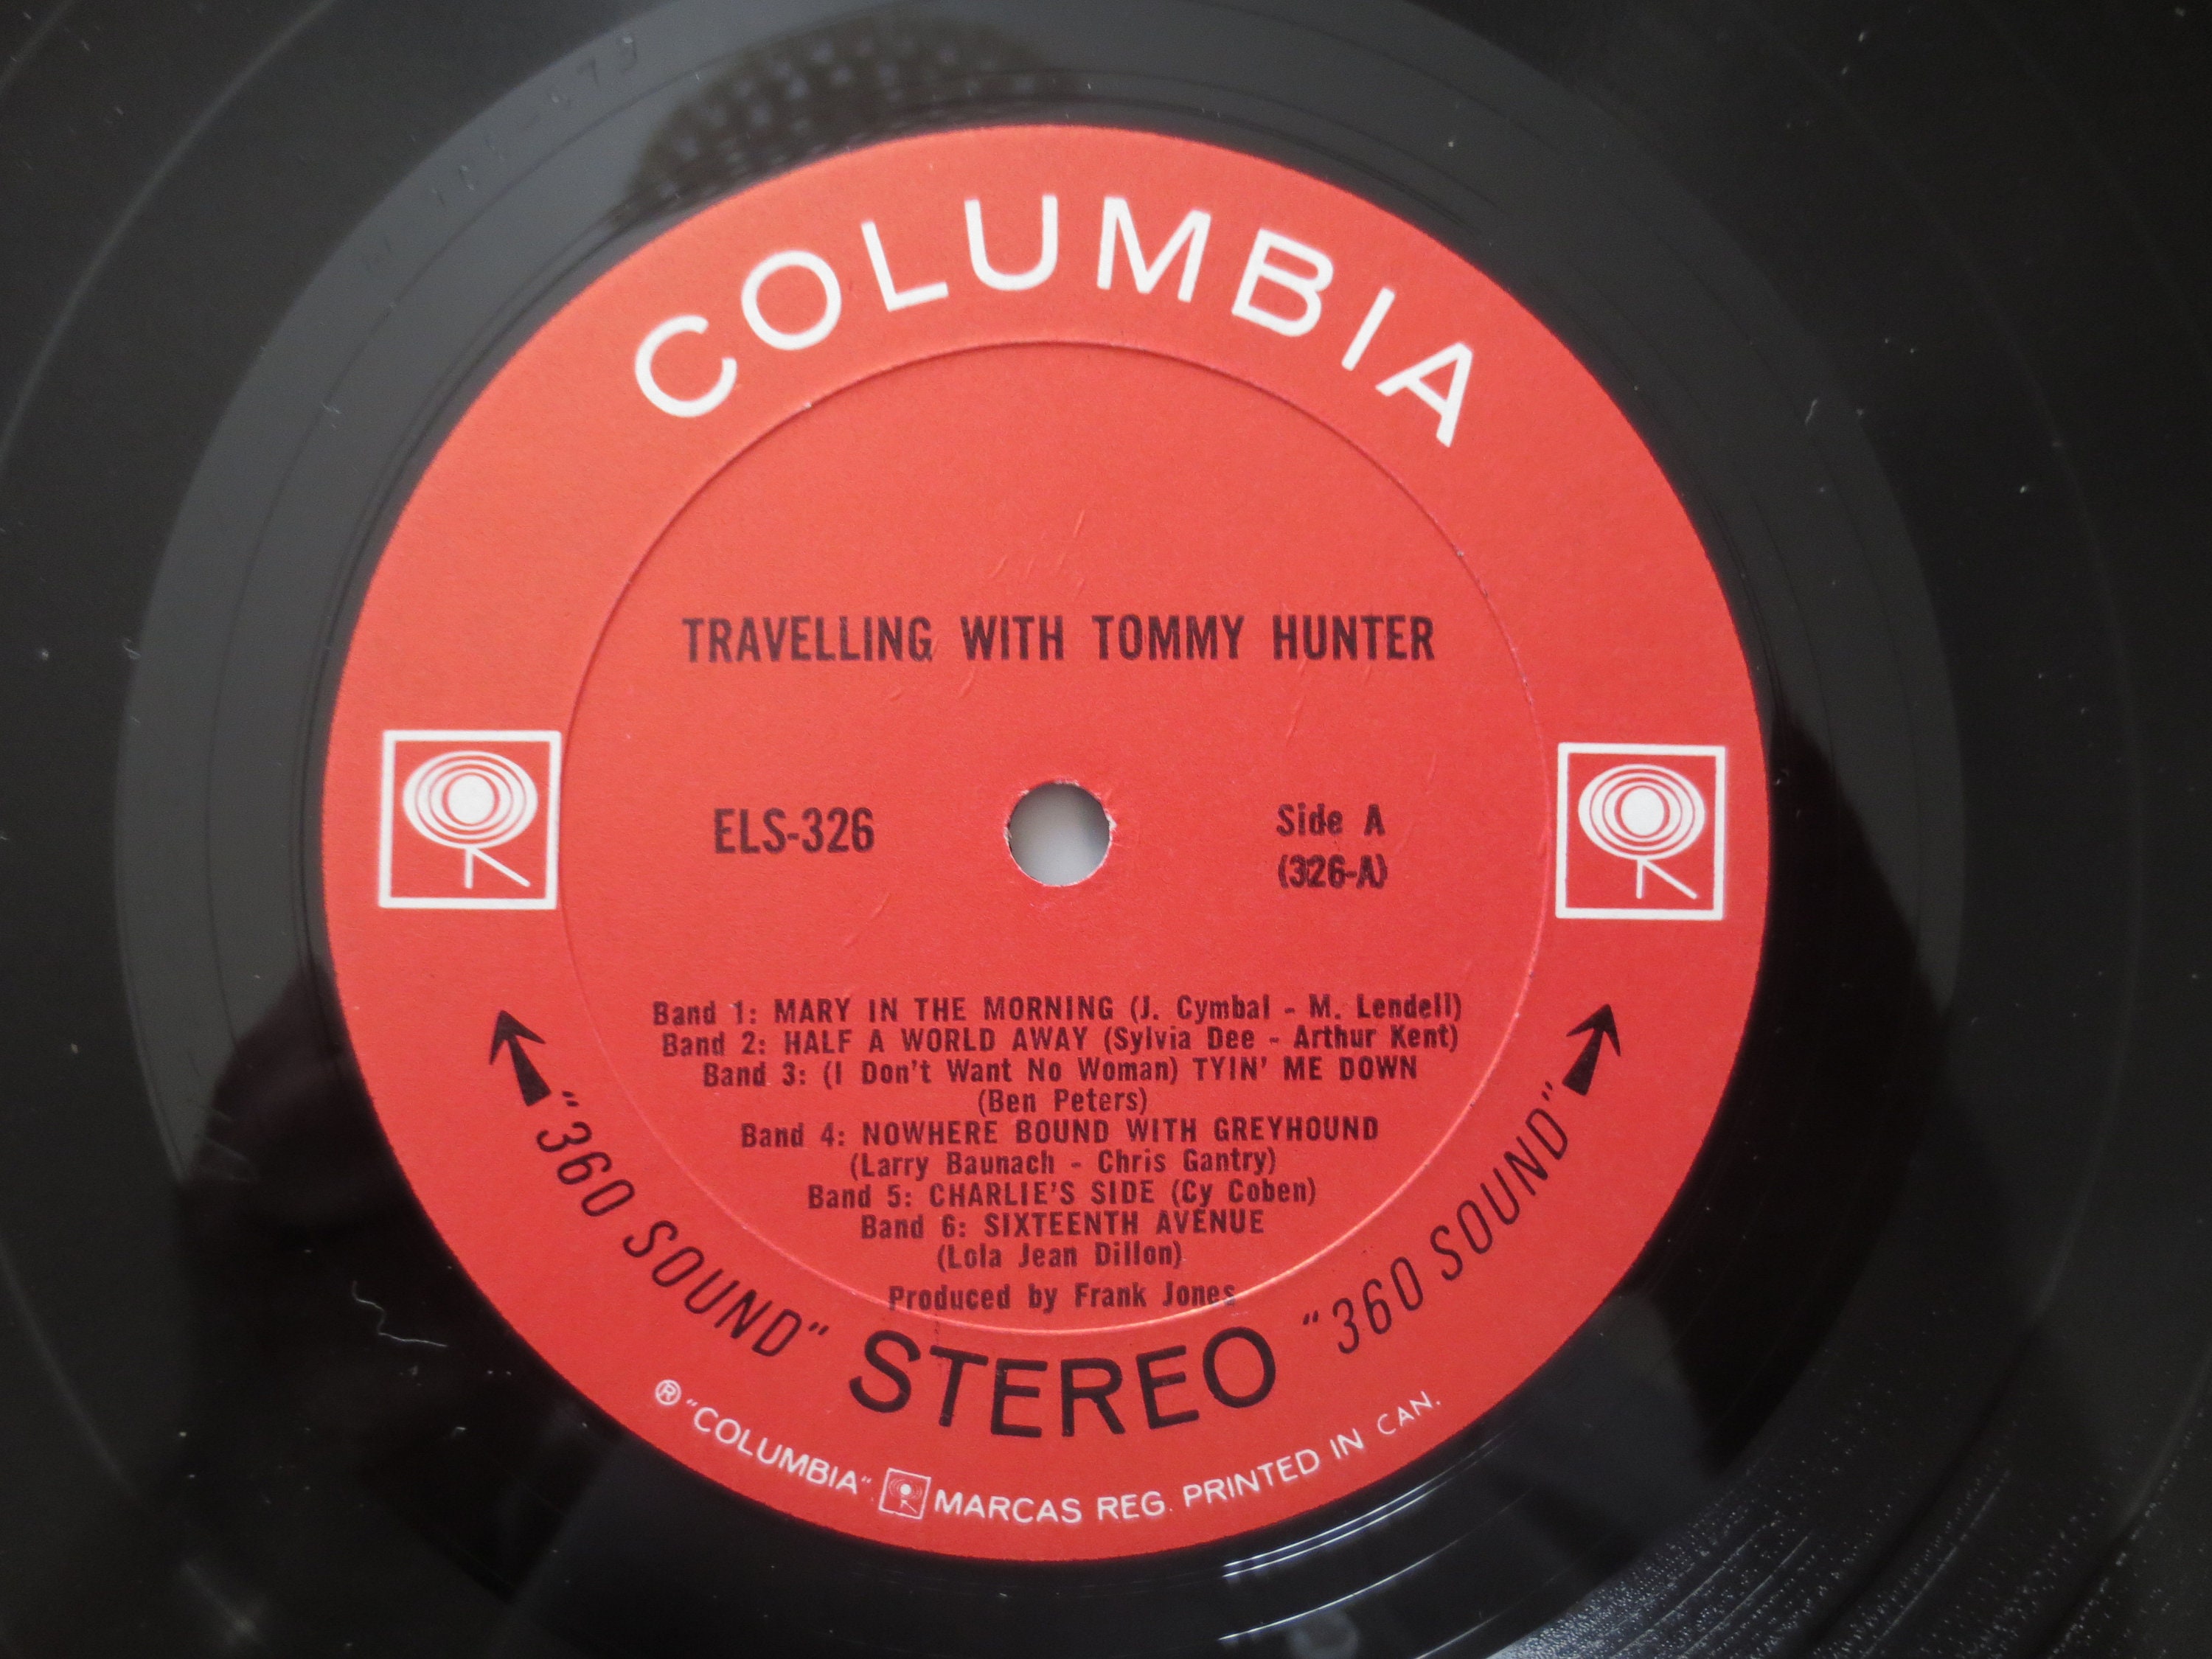 COLUMBIA
TRAVELLING WITH TOMMY HUNTER
ELS-326
Side A
(326-A)
Band 1: MARY IN THE MORNING (J. Cymbal - M. Lendell)
Band 2: HALF A WORLD AWAY (Sylvia Dee - Arthur Kent)
Band 3: (I Don't Want No Woman) TYIN' ME DOWN
(Ben Peters)
Band 4: NOWHERE BOUND WITH GREYHOUND
(Larry Baunach - Chris Gantry)
Band 5: CHARLIE'S SIDE (Cy Coben)
Band 6: SIXTEENTH AVENUE
(Lola Jean Dillon)
Produced by Frank Jones
"360 SOUND" STEREO "360 SOUND"
® "COLUMBIA" MARCAS REG. PRINTED IN CAN.